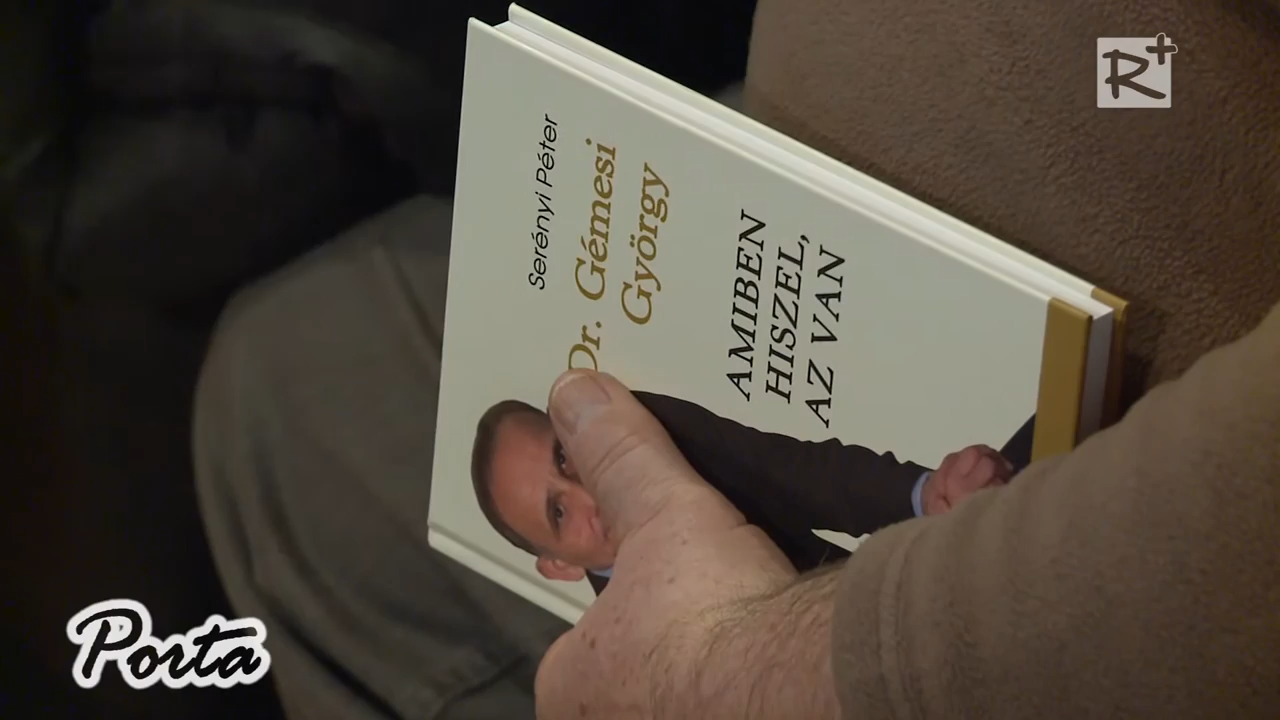 Serényi Péter
Dr. Gémesi
György
AMIBEN
HISZEL,
AZ VAN
R+
Porta